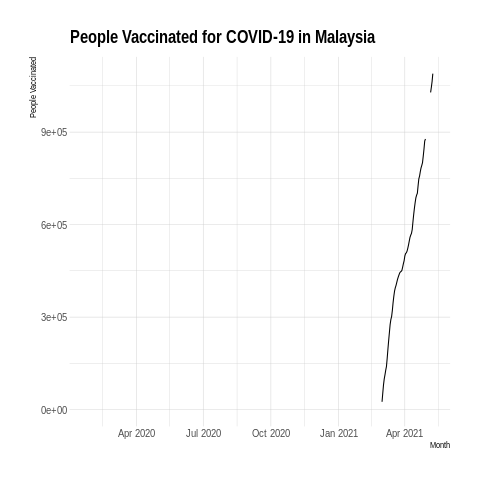 People Vaccinated for COVID-19 in Malaysia
People Vaccinated
9e+05
6e+05
3e+05
0e+00
Apr 2020 Jul 2020 Oct 2020 Jan 2021 Apr 2021
Month